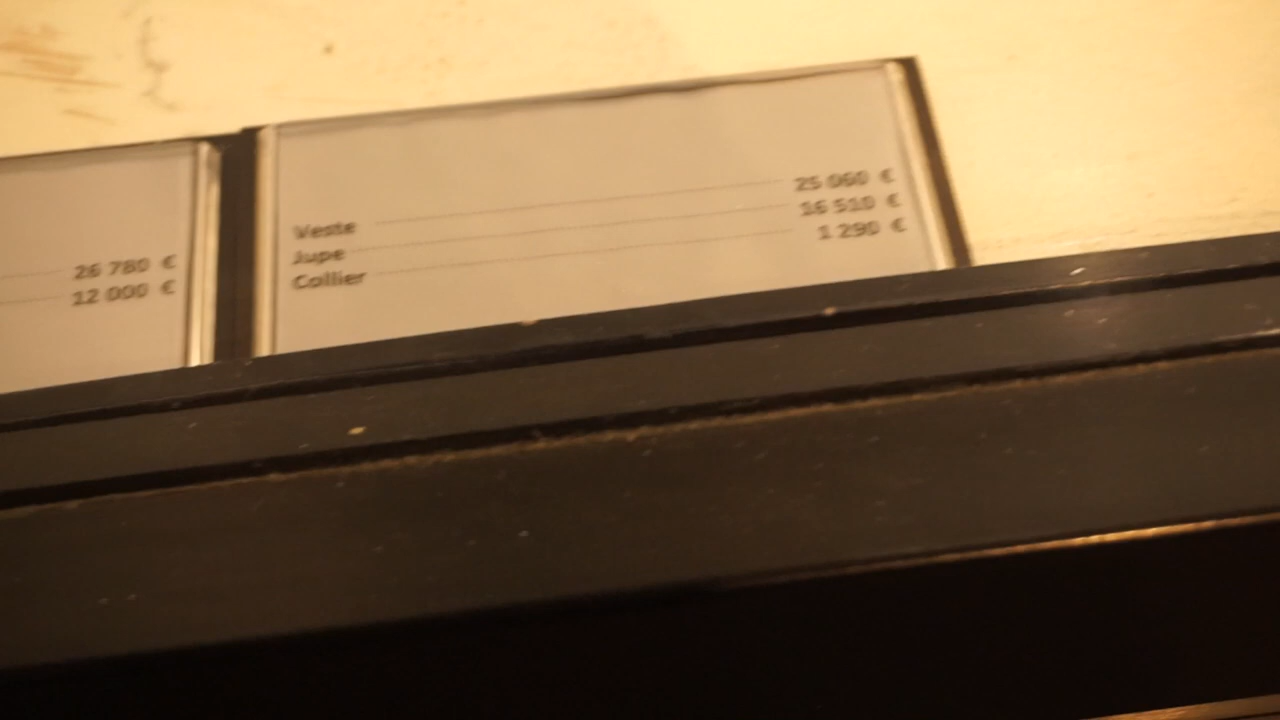 26 780 €
12 000 €
Veste 25 060 €
Jupe 16 510 €
Collier 1 290 €